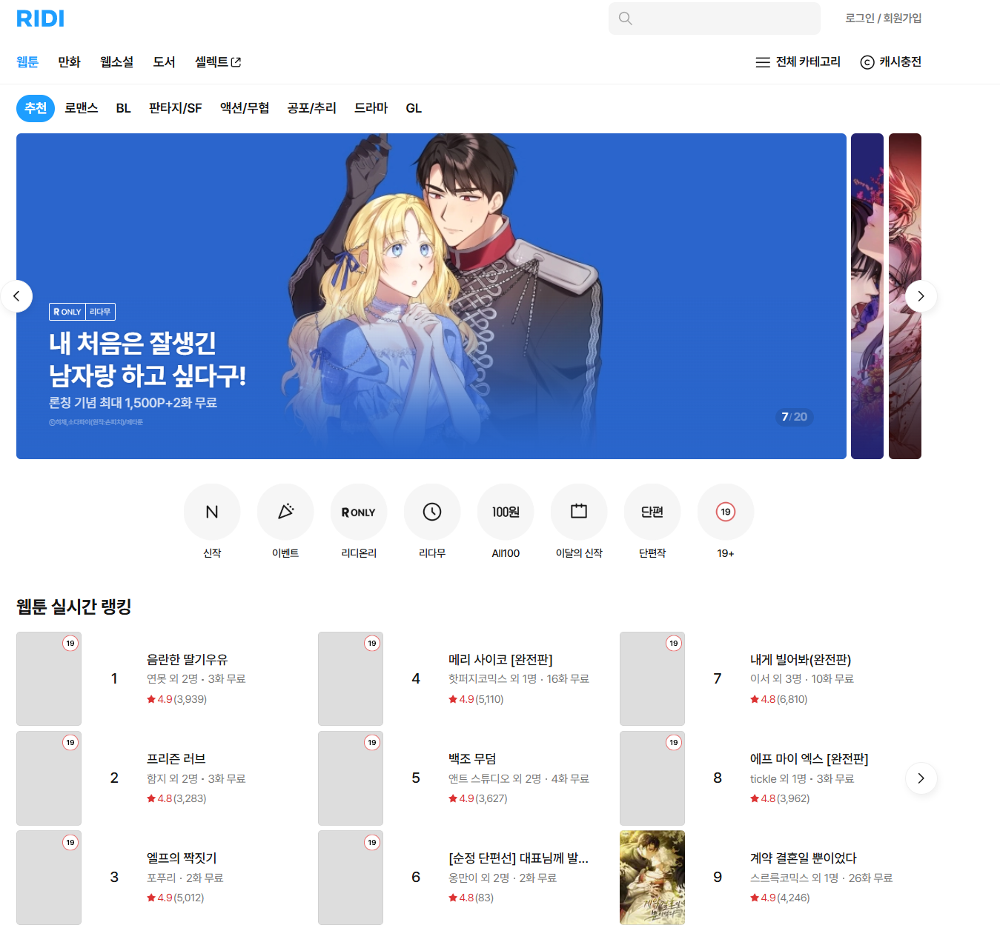 RIDI
로그인 / 회원가입
웹툰 만화 웹소설 도서 셀렉트
전체 카테고리 C 캐시충전
추천 로맨스 BL 판타지/SF 액션/무협 공포/추리 드라마 GL
R ONLY 리다무
내 처음은 잘생긴
남자랑 하고 싶다구!
론칭 기념 최대 1,500P+2화 무료
7/20
N
R ONLY
100원
단편
19
신작 이벤트 리디온리 리다무 All100 이달의 신작 단편작 19+
웹툰 실시간 랭킹
19
1
음란한 딸기우유
연못 외 2명 · 3화 무료
★ 4.9(3,939)
19
2
프리즌 러브
함지 외 2명 · 3화 무료
★ 4.8(3,283)
19
3
엘프의 짝짓기
포푸리 · 2화 무료
★ 4.9(5,012)
19
4
메리 사이코 [완전판]
핫퍼지코믹스 외 1명 · 16화 무료
★ 4.9(5,110)
19
5
백조 무덤
앤트 스튜디오 외 2명 · 4화 무료
★ 4.9(3,627)
19
6
[순정 단편선] 대표님께 발...
옹만이 외 2명 · 2화 무료
★ 4.8(83)
19
7
내게 빌어봐(완전판)
이서 외 3명 · 10화 무료
★ 4.8(6,810)
19
8
에프 마이 엑스 [완전판]
tickle 외 1명 · 3화 무료
★ 4.8(3,962)
9
계약 결혼일 뿐이었다
스르륵코믹스 외 1명 · 26화 무료
★ 4.9(4,246)